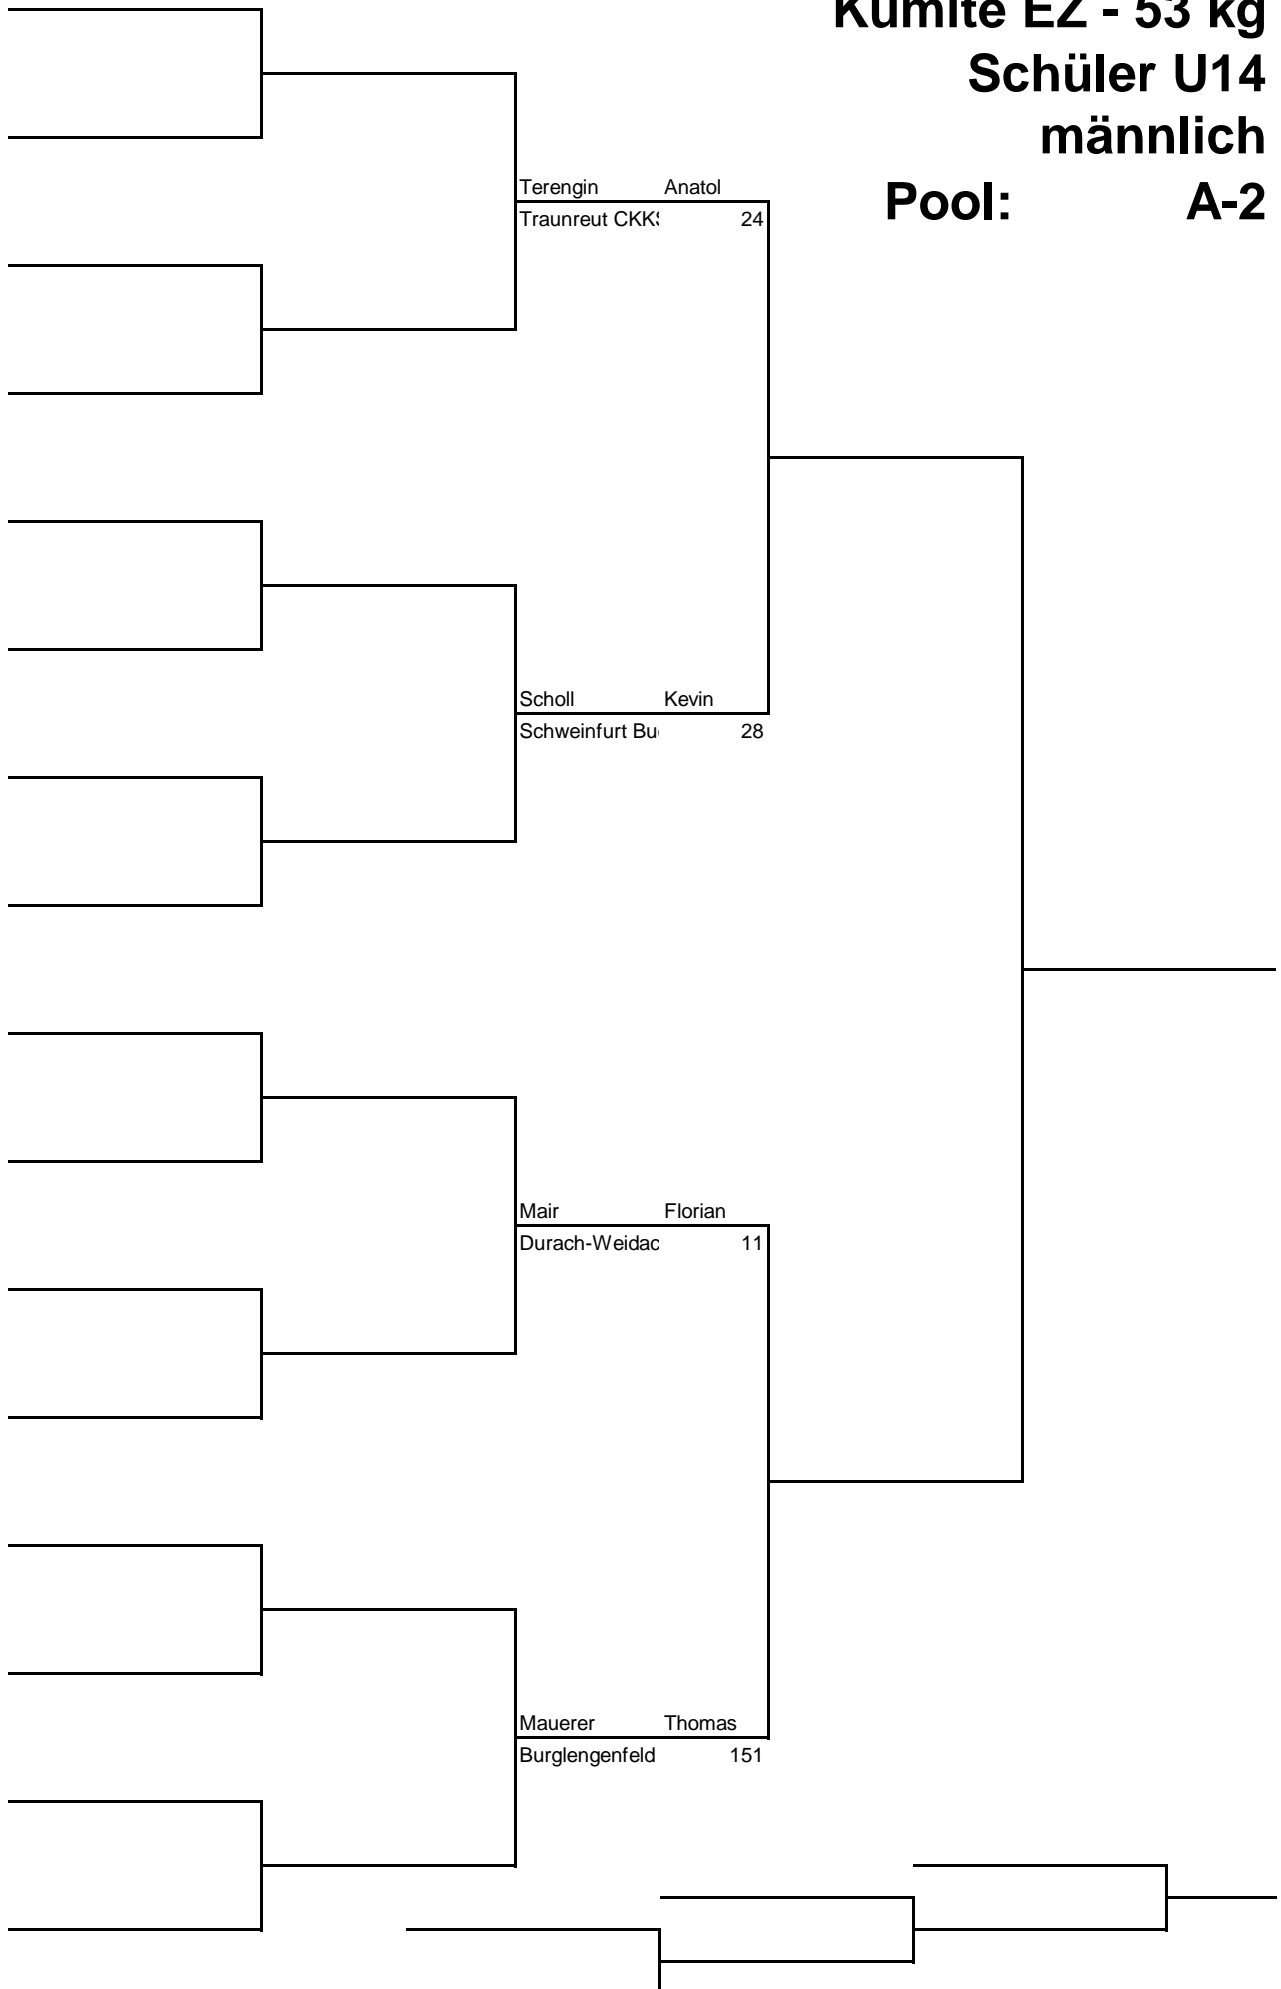 Kumite EZ - 53 kg
Schüler U14
männlich
Pool: A-2
Terengin Anatol
Traunreut CKK 24
Scholl Kevin
Schweinfurt Bu 28
Mair Florian
Durach-Weidac 11
Mauerer Thomas
Burglengenfeld 151